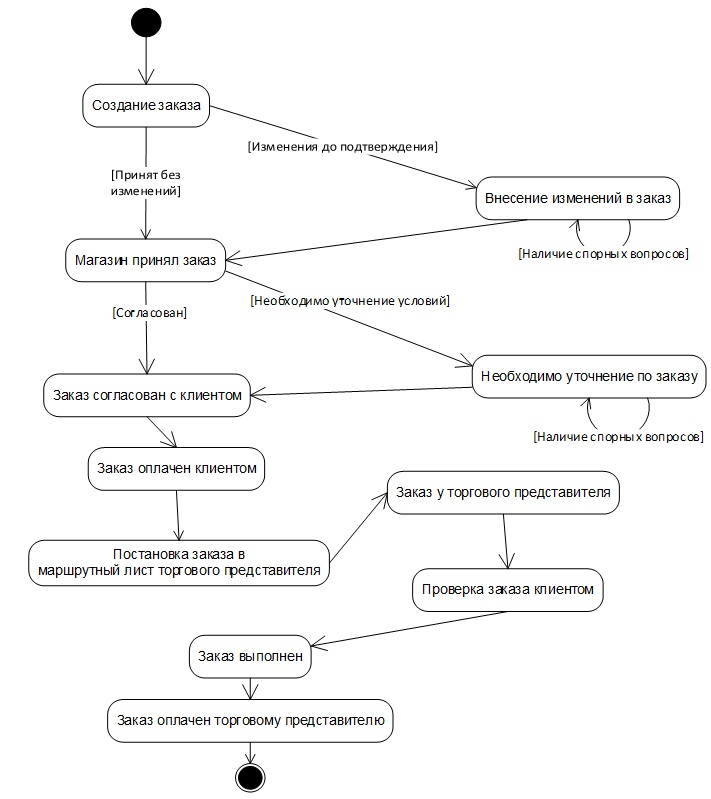 Создание заказа
[Изменения до подтверждения]
[Принят без
изменений]
Внесение изменений в заказ
[Наличие спорных вопросов]
Магазин принял заказ
[Необходимо уточнение условий]
[Согласован]
Необходимо уточнение по заказу
Заказ согласован с клиентом
[Наличие спорных вопросов]
Заказ оплачен клиентом
Заказ у торгового представителя
Постановка заказа в
маршрутный лист торгового представителя
Проверка заказа клиентом
Заказ выполнен
Заказ оплачен торговому представителю